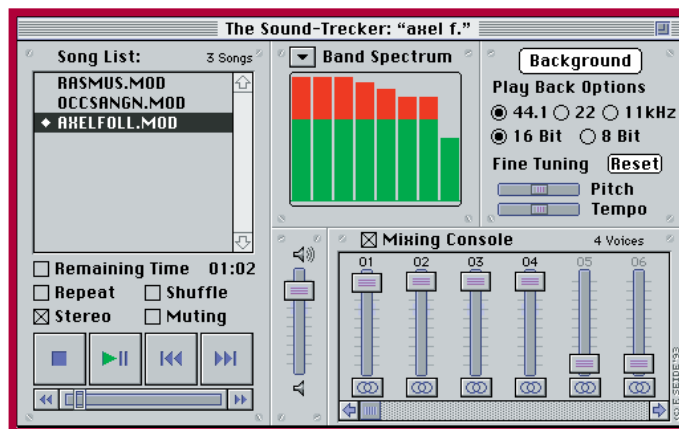 The Sound-Trecker: “axel f.”
Song List: 3 Songs
RASMUS.MOD
OCCSANGN.MOD
AXELFOLL.MOD
Remaining Time 01:02
Repeat Shuffle
Stereo Muting
Band Spectrum
Background
Play Back Options
44.1 22 11kHz
16 Bit 8 Bit
Fine Tuning Reset
Pitch
Tempo
Mixing Console 4 Voices
01 02 03 04 05 06
(C) F.SEIDE'93